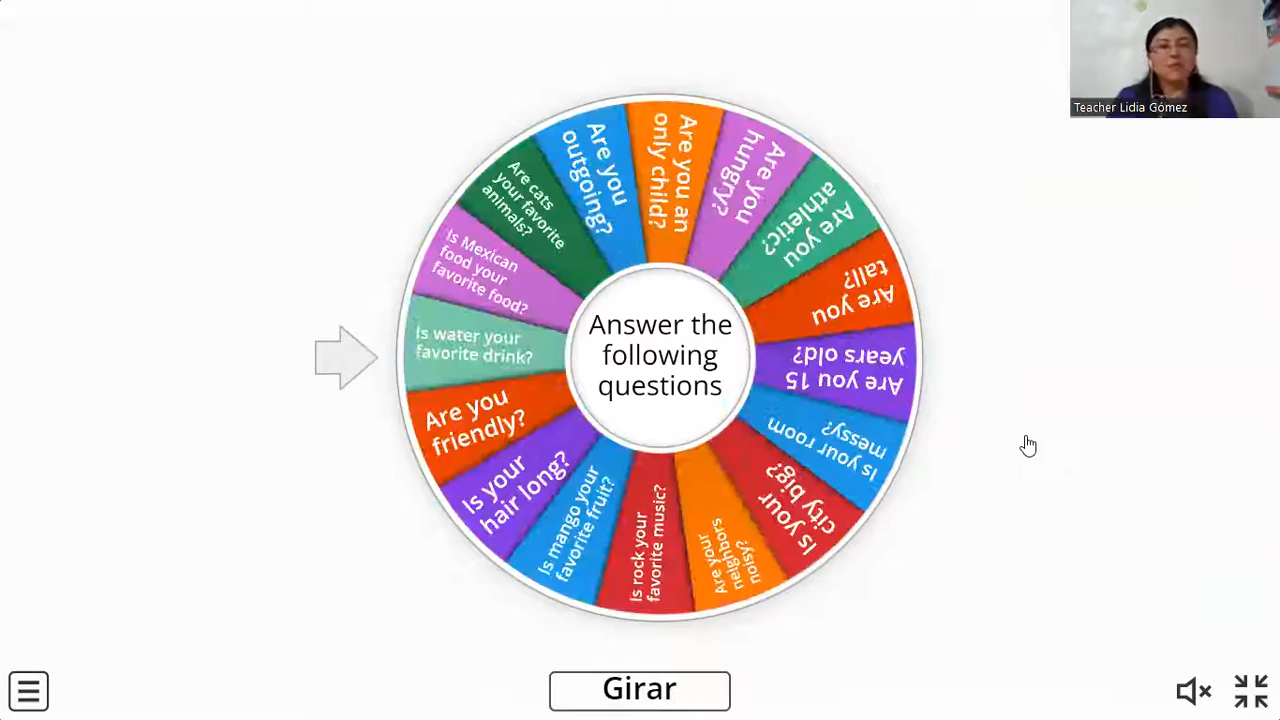 Teacher Lidia Gómez
Are you an
only child?
Are you
hungry?
Are you
athletic?
Are you
tall?
Are you 15
years old?
Is your room
messy?
Is your
city big?
Are your
neighbors
noisy?
Is rock your
favorite music?
Is mango your
favorite fruit?
Is your
hair long?
Are you
friendly?
Is water your
favorite drink?
Is Mexican
food your
favorite food?
Are cats
your favorite
animals?
Are you
outgoing?
Answer the
following
questions
Girar